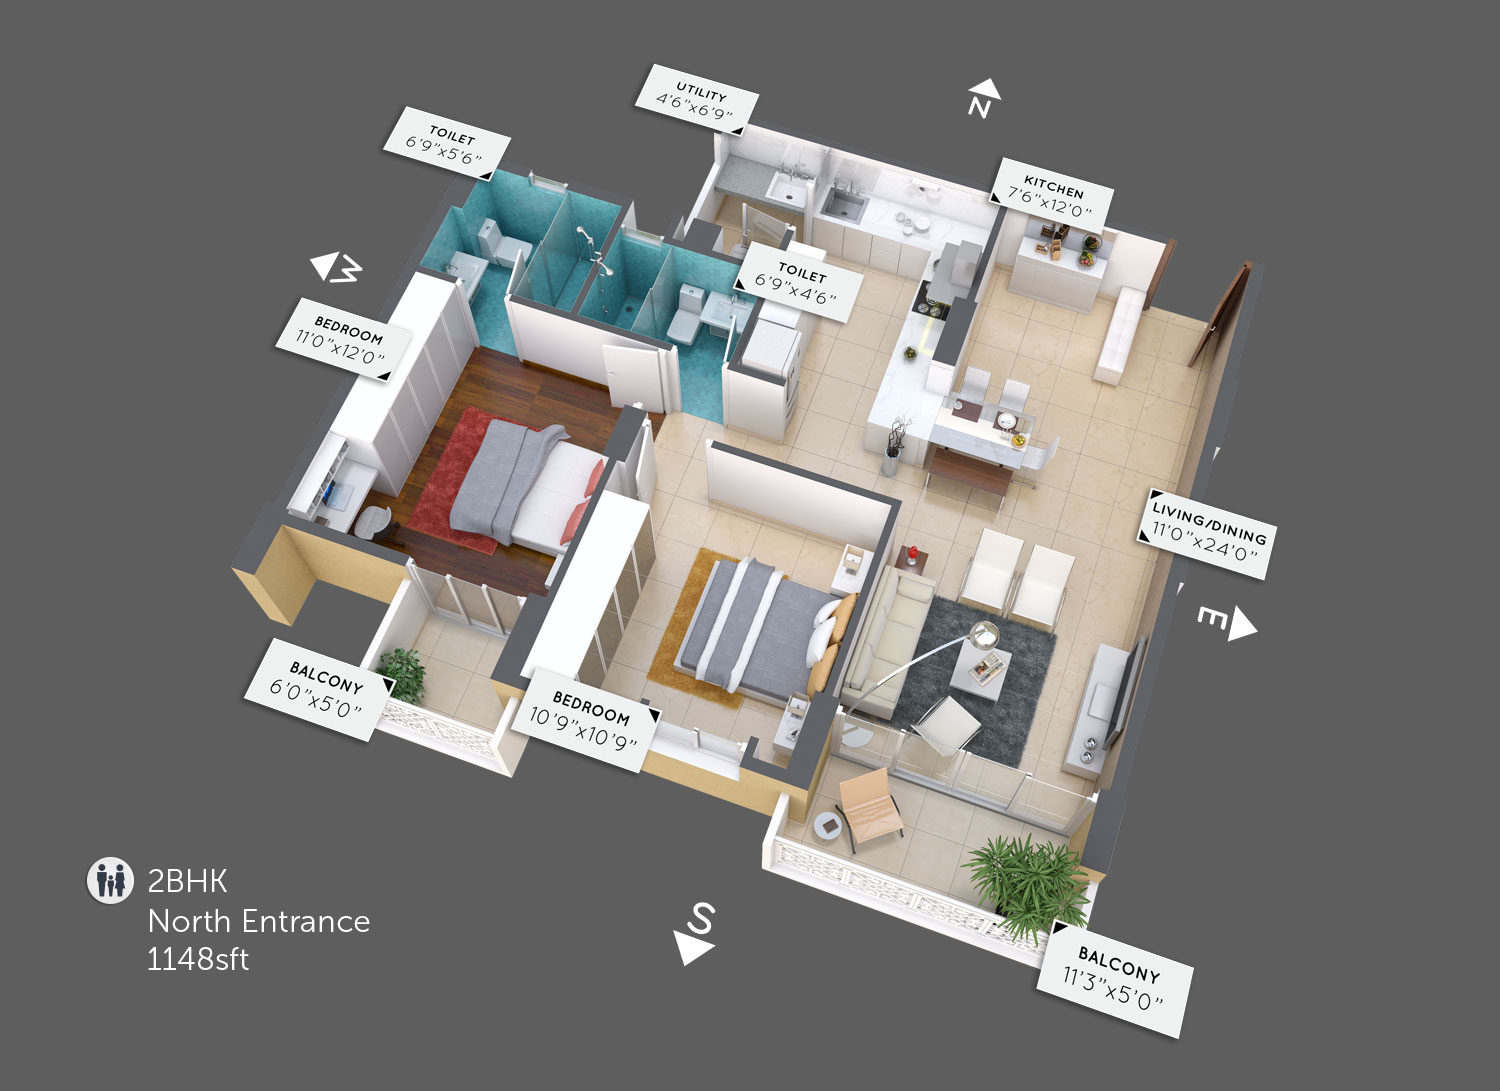 UTILITY
4'6"x6'9"
N
TOILET
6'9"x5'6"
KITCHEN
7'6"x12'0"
W
TOILET
6'9"x4'6"
BEDROOM
11'0"x12'0"
LIVING/DINING
11'0"x24'0"
E
BALCONY
6'0"x5'0"
BEDROOM
10'9"x10'9"
2BHK
North Entrance
1148sft
S
BALCONY
11'3"x5'0"